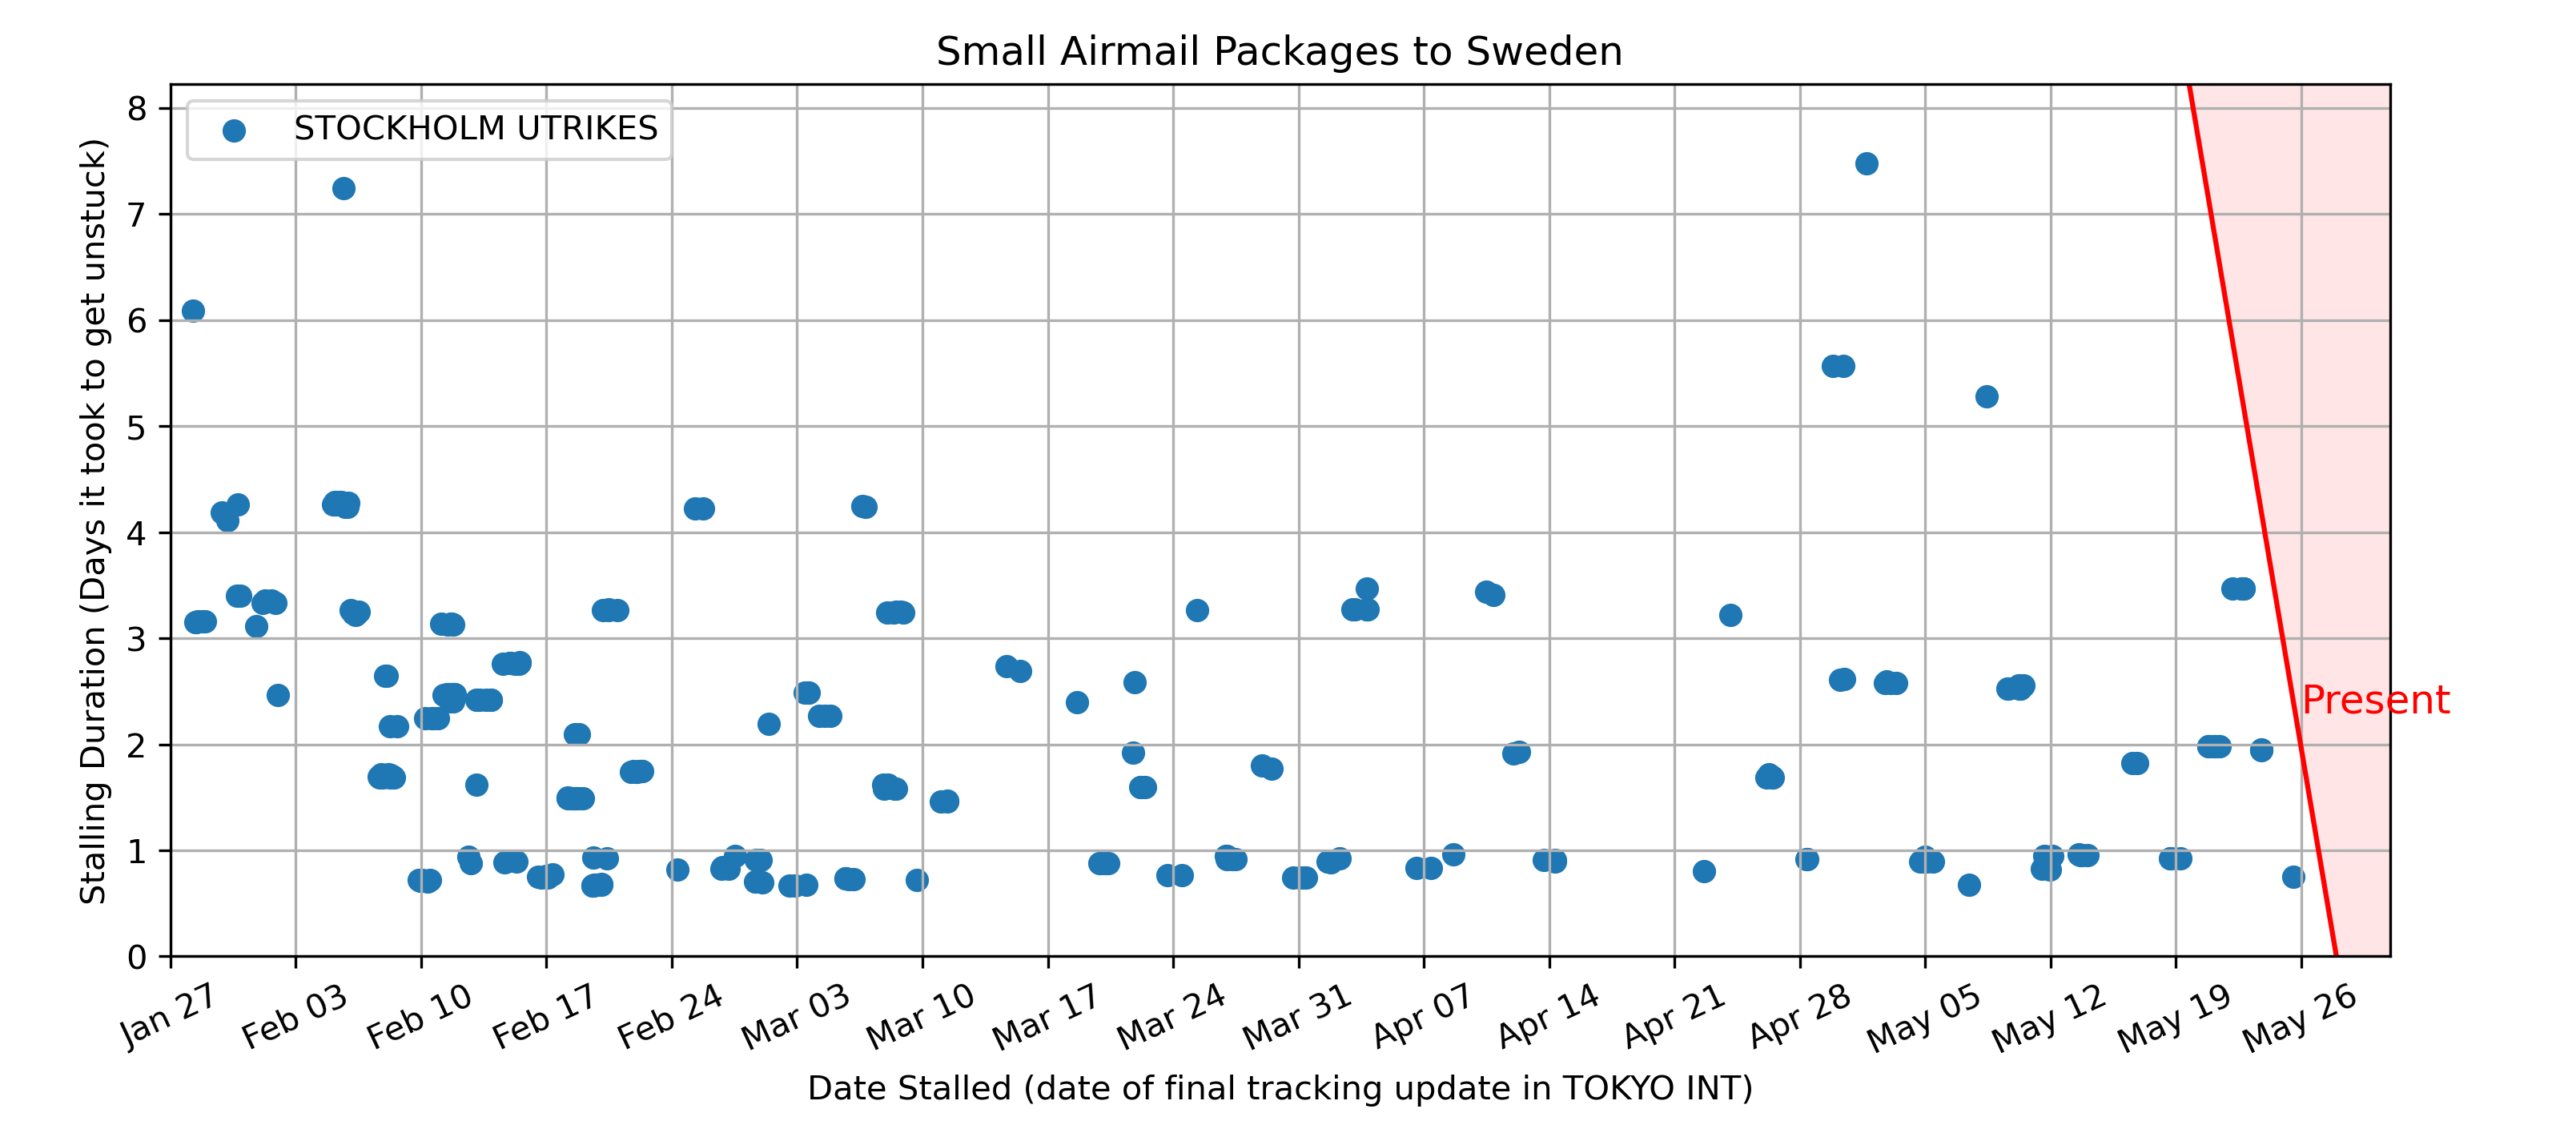 Small Airmail Packages to Sweden
STOCKHOLM UTRIKES
Stalling Duration (Days it took to get unstuck)
8
7
6
5
4
3
2
1
0
Present
Jan 27
Feb 03
Feb 10
Feb 17
Feb 24
Mar 03
Mar 10
Mar 17
Mar 24
Mar 31
Apr 07
Apr 14
Apr 21
Apr 28
May 05
May 12
May 19
May 26
Date Stalled (date of final tracking update in TOKYO INT)